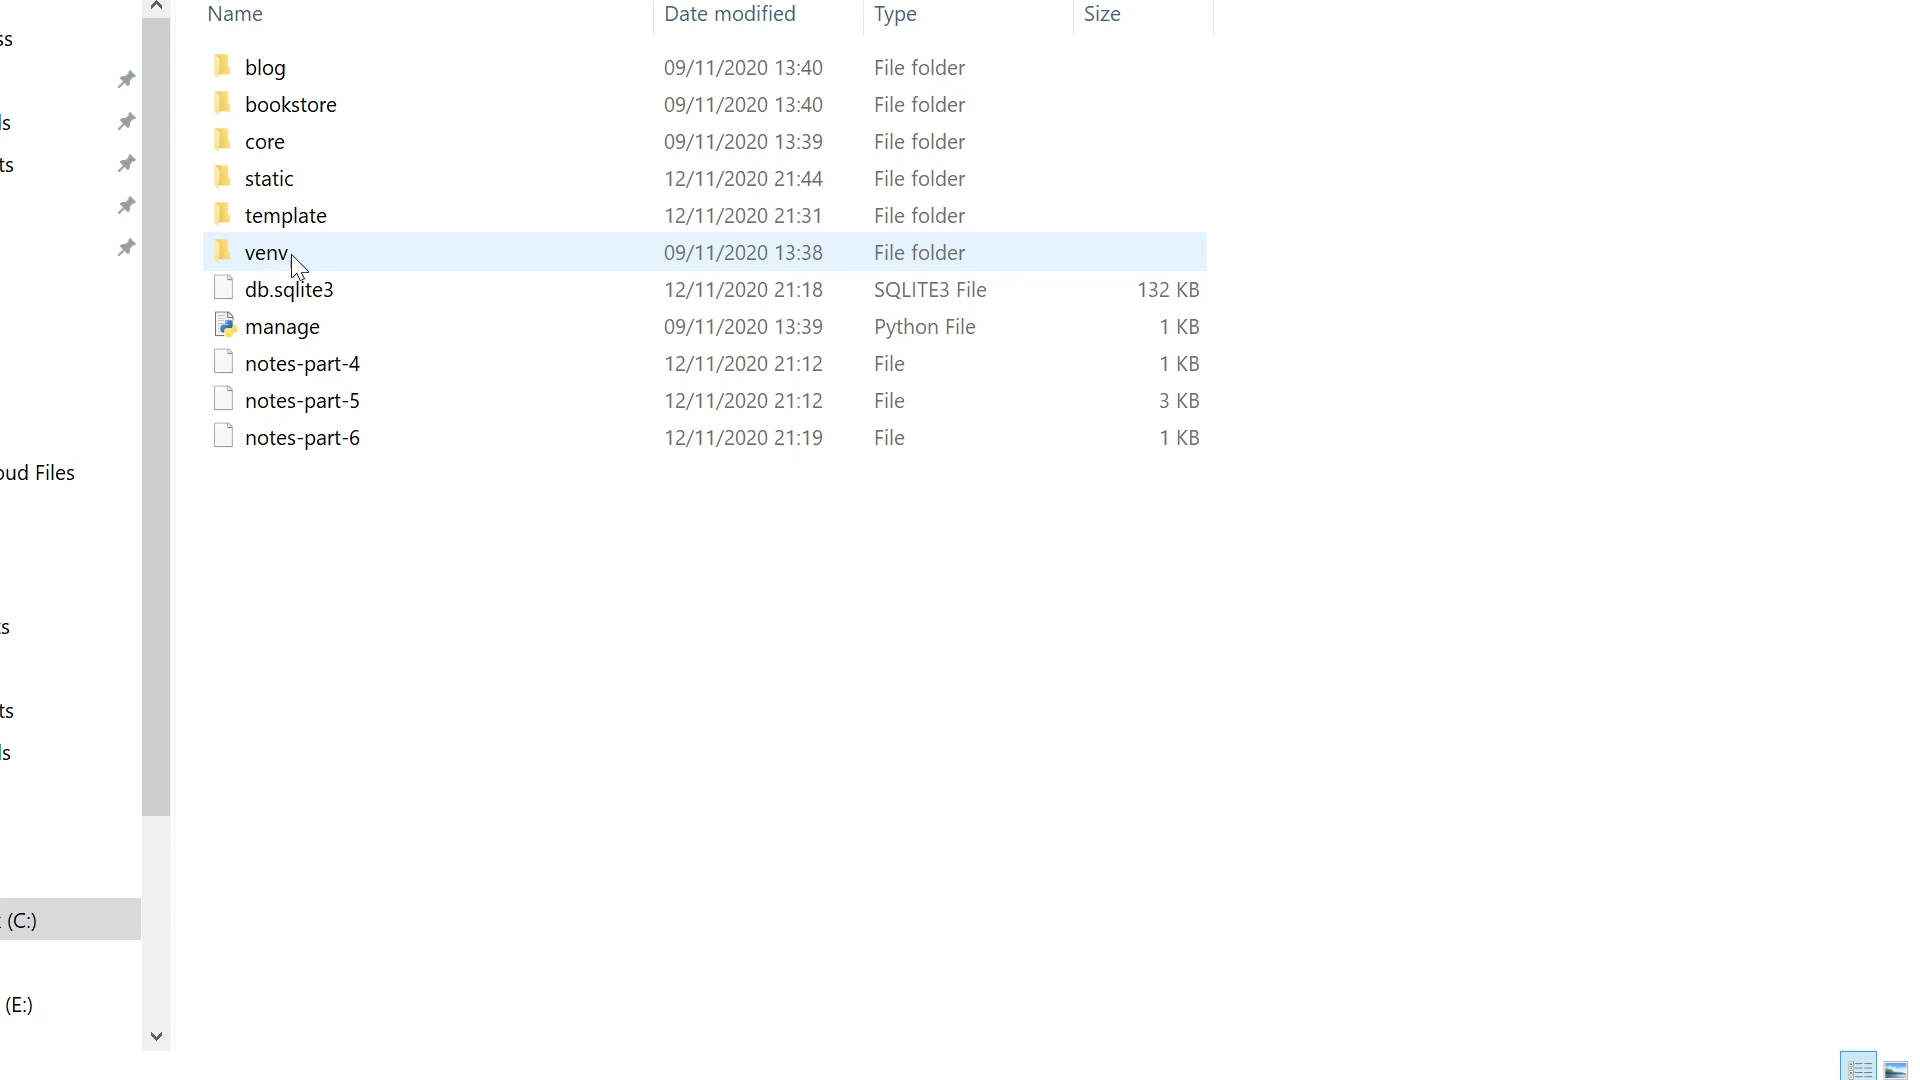 Name Date modified Type Size
ss
blog 09/11/2020 13:40 File folder
bookstore 09/11/2020 13:40 File folder
ls
core 09/11/2020 13:39 File folder
ts
static 12/11/2020 21:44 File folder
template 12/11/2020 21:31 File folder
venv 09/11/2020 13:38 File folder
db.sqlite3 12/11/2020 21:18 SQLITE3 File 132 KB
manage 09/11/2020 13:39 Python File 1 KB
notes-part-4 12/11/2020 21:12 File 1 KB
notes-part-5 12/11/2020 21:12 File 3 KB
notes-part-6 12/11/2020 21:19 File 1 KB
oud Files
ts
ls
(C:)
(E:)